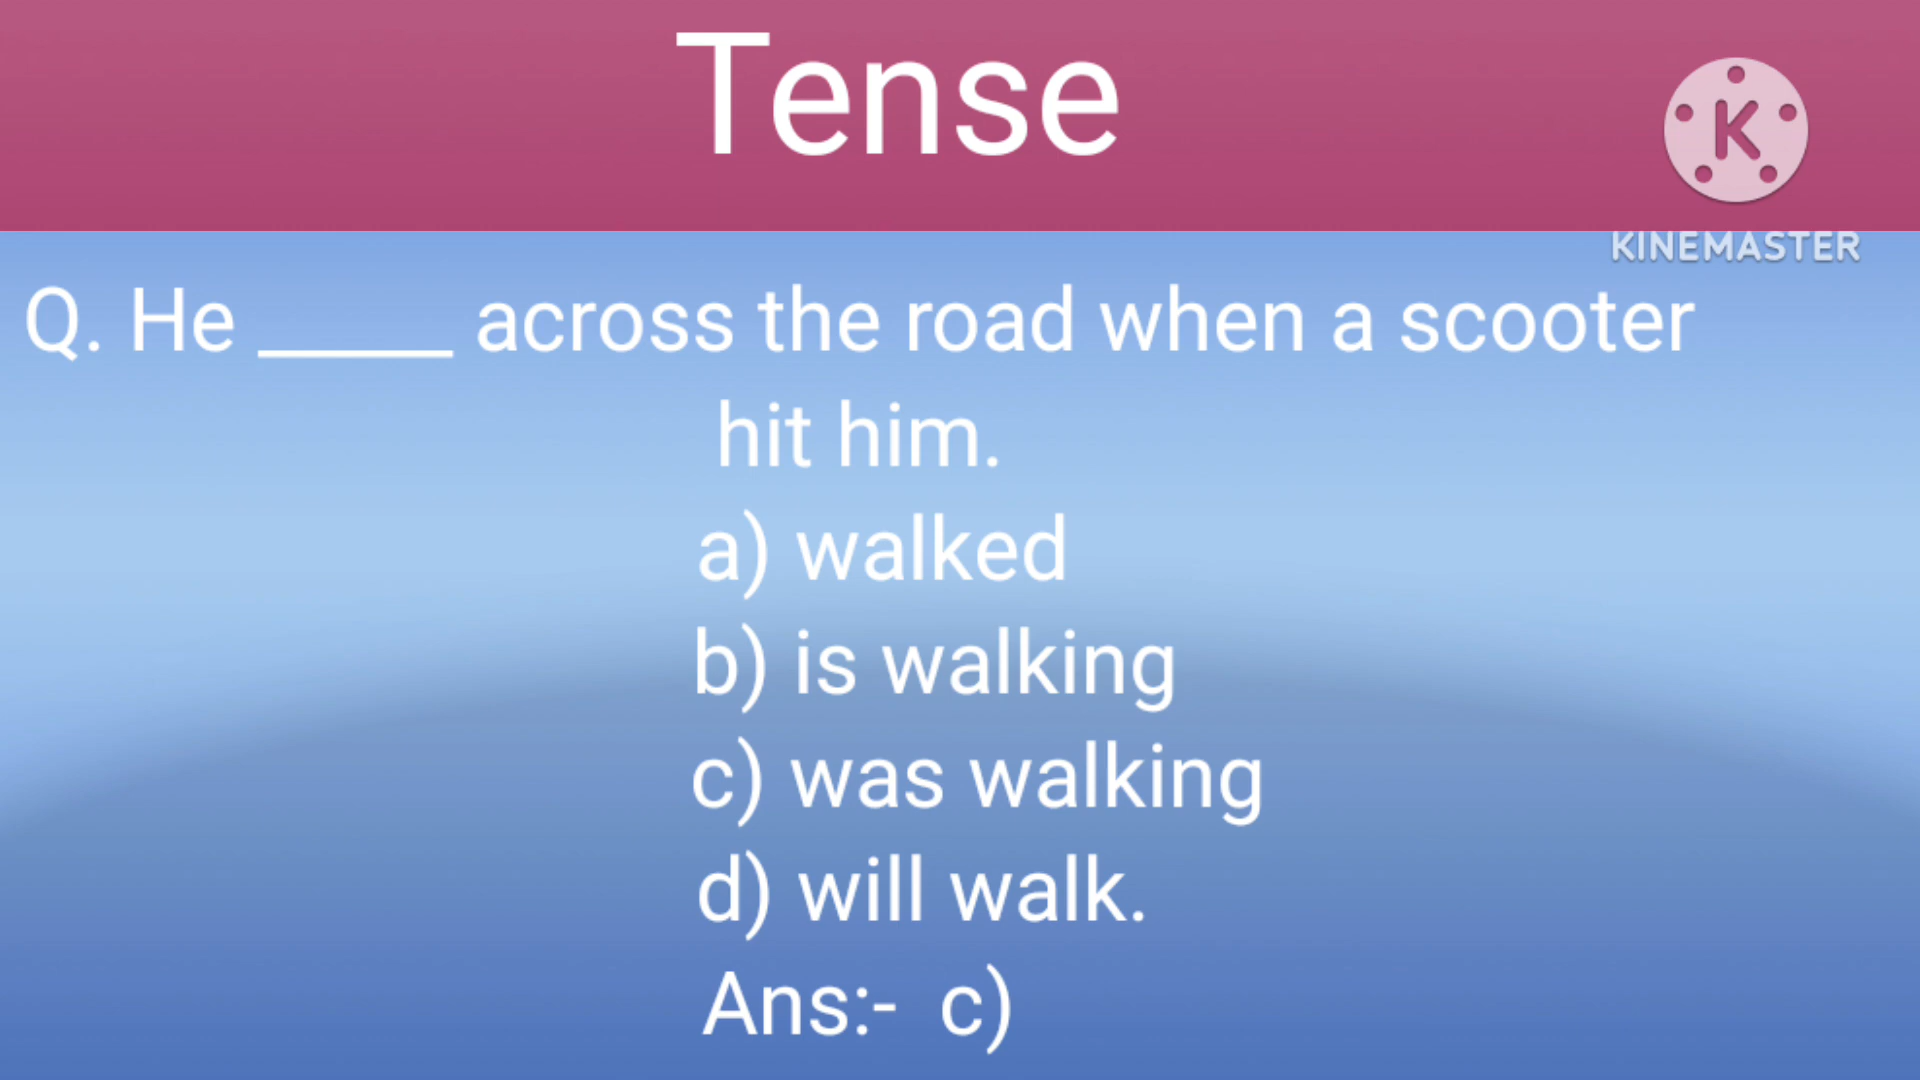 Tense
K
KINEMASTER
Q. He _____ across the road when a scooter
hit him.
a) walked
b) is walking
c) was walking
d) will walk.
Ans:- c)